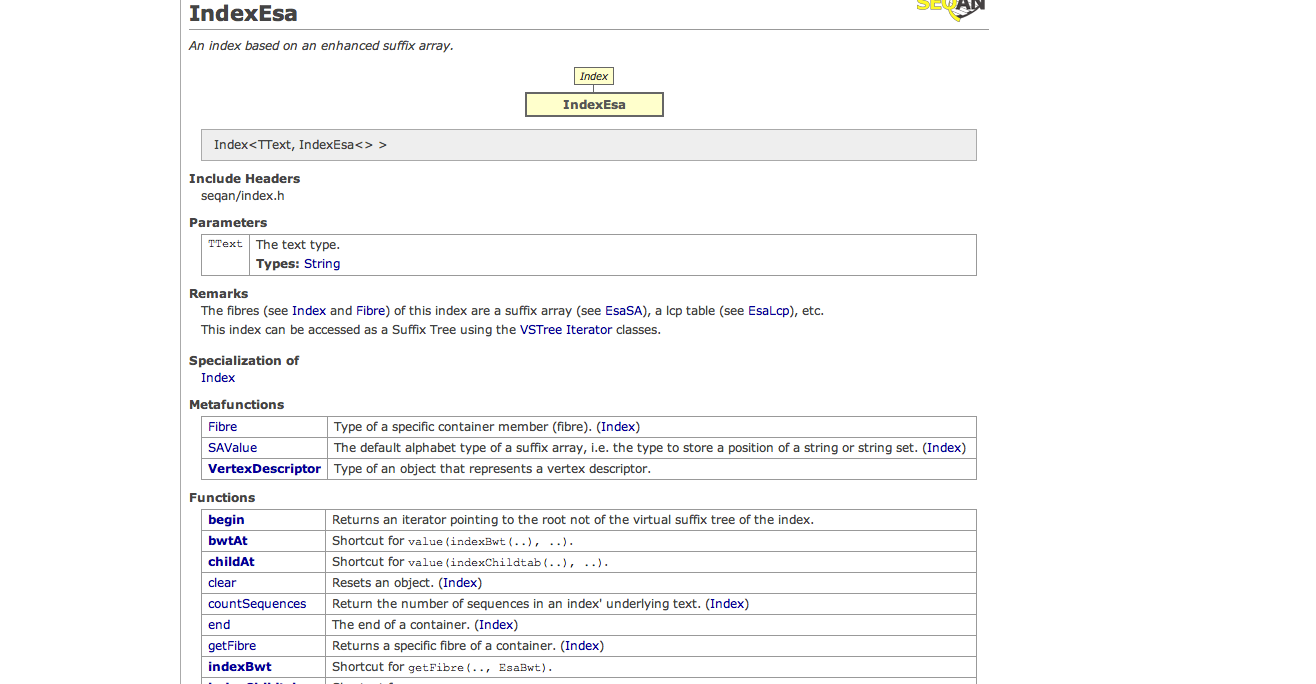 IndexEsa
SEQAN
An index based on an enhanced suffix array.
Index
IndexEsa
Index<TText, IndexEsa<> >
Include Headers
seqan/index.h
Parameters
TText The text type.
Types: String
Remarks
The fibres (see Index and Fibre) of this index are a suffix array (see EsaSA), a lcp table (see EsaLcp), etc.
This index can be accessed as a Suffix Tree using the VSTree Iterator classes.
Specialization of
Index
Metafunctions
Fibre Type of a specific container member (fibre). (Index)
SAValue The default alphabet type of a suffix array, i.e. the type to store a position of a string or string set. (Index)
VertexDescriptor Type of an object that represents a vertex descriptor.
Functions
begin Returns an iterator pointing to the root not of the virtual suffix tree of the index.
bwtAt Shortcut for value(indexBwt(..), ..).
childAt Shortcut for value(indexChildtab(..), ..).
clear Resets an object. (Index)
countSequences Return the number of sequences in an index' underlying text. (Index)
end The end of a container. (Index)
getFibre Returns a specific fibre of a container. (Index)
indexBwt Shortcut for getFibre(.., EsaBwt).